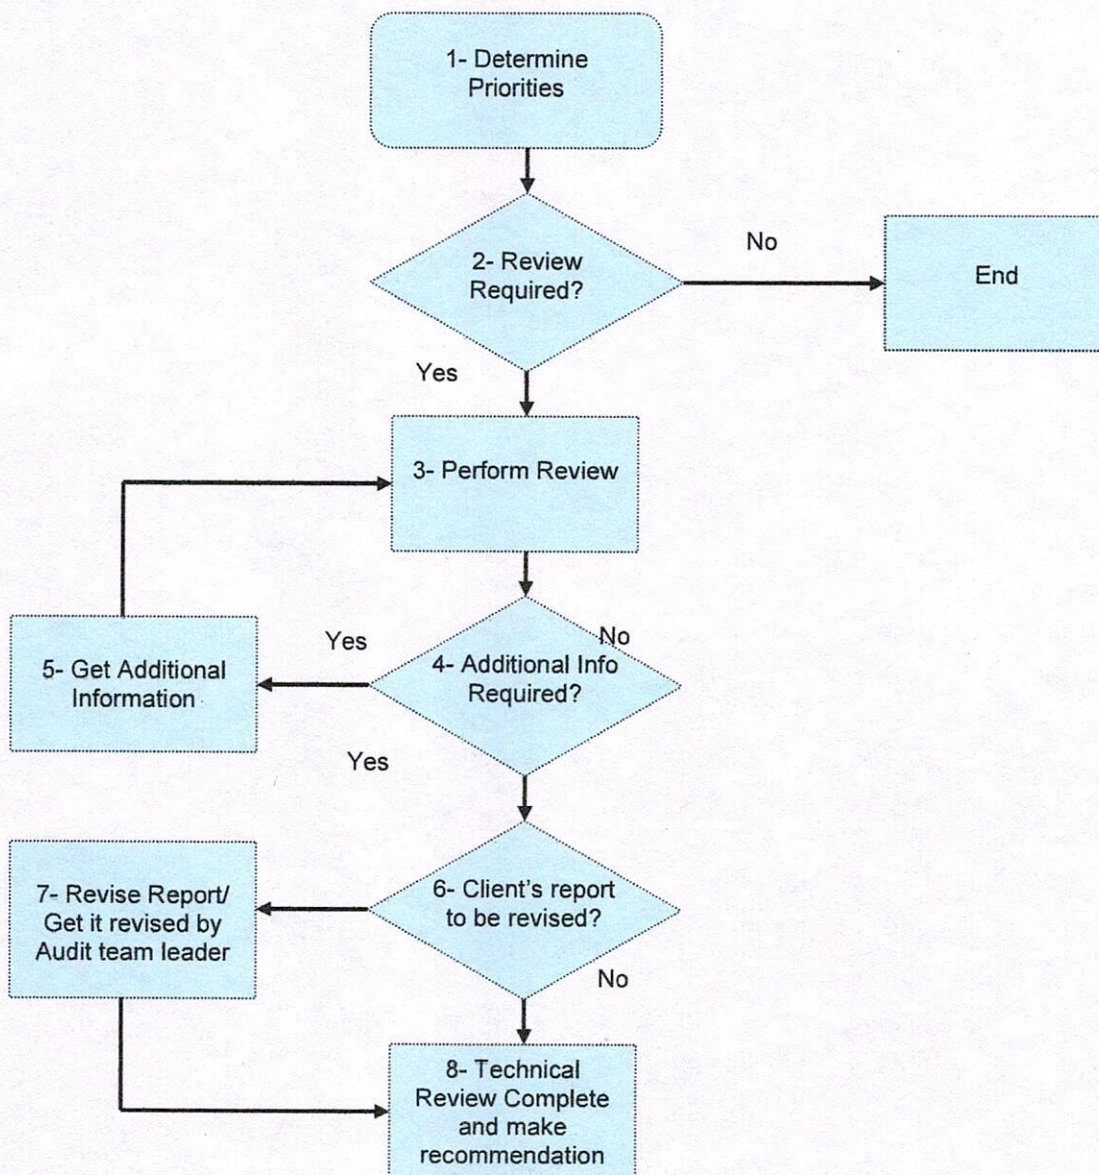 1- Determine
Priorities
2- Review
Required?
No
End
Yes
3- Perform Review
Yes
No
4- Additional Info
Required?
5- Get Additional
Information
Yes
6- Client's report
to be revised?
7- Revise Report/
Get it revised by
Audit team leader
No
8- Technical
Review Complete
and make
recommendation